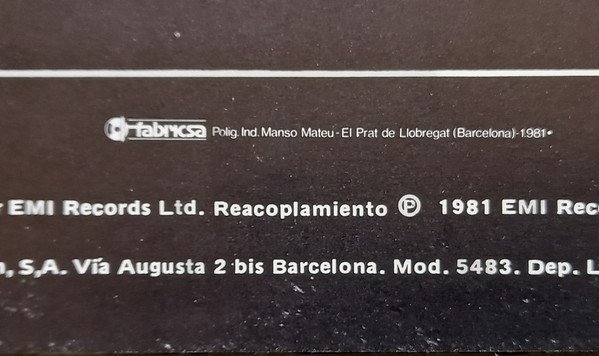 fabricsa Polig. Ind. Manso Mateu - El Prat de Llobregat (Barcelona)-1981
EMI Records Ltd. Reacoplamiento Ⓟ 1981 EMI Rec
S,A. Vía Augusta 2 bis Barcelona. Mod. 5483. Dep. L